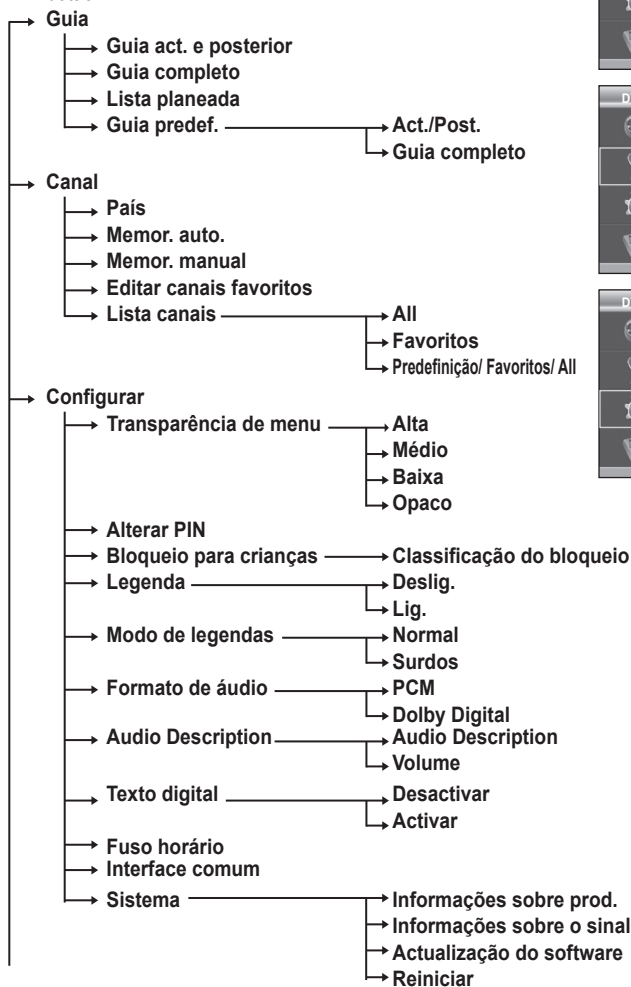 Guia
Guia act. e posterior
Guia completo
Lista planeada
Guia predef.
Act./Post.
Guia completo
Canal
País
Memor. auto.
Memor. manual
Editar canais favoritos
Lista canais
All
Favoritos
Predefinição/ Favoritos/ All
Configurar
Transparência de menu
Alta
Médio
Baixa
Opaco
Alterar PIN
Bloqueio para crianças
Classificação do bloqueio
Legenda
Deslig.
Lig.
Modo de legendas
Normal
Surdos
Formato de áudio
PCM
Dolby Digital
Audio Description
Audio Description
Volume
Texto digital
Desactivar
Activar
Fuso horário
Interface comum
Sistema
Informações sobre prod.
Informações sobre o sinal
Actualização do software
Reiniciar